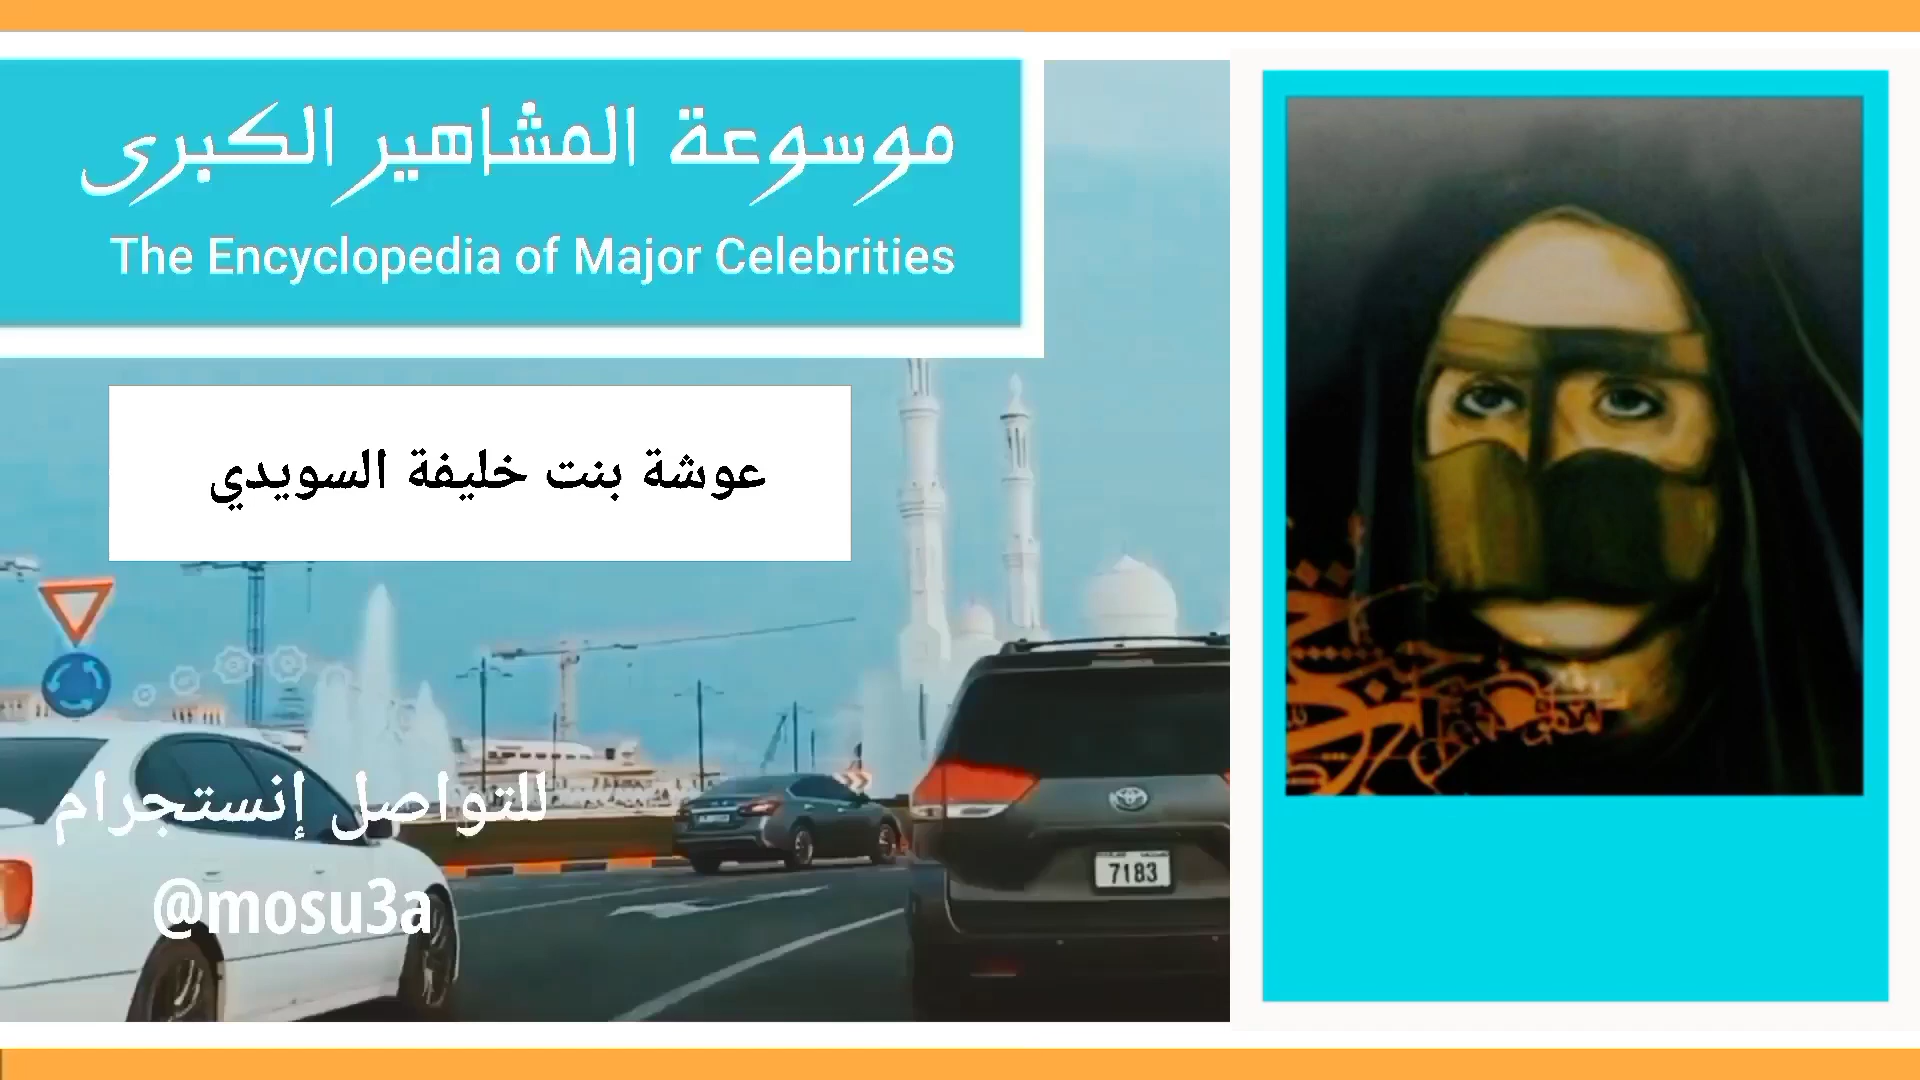 موسوعة المشاهير الكبرى
The Encyclopedia of Major Celebrities
عوشة بنت خليفة السويدي
للتواصل إنستجرام
@mosu3a
7183